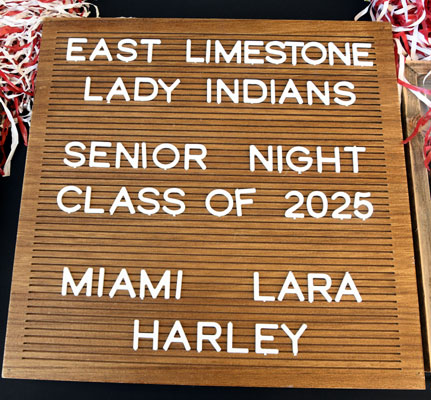 EAST LIMESTONE
LADY INDIANS
SENIOR NIGHT
CLASS OF 2025
MIAMI LARA
HARLEY